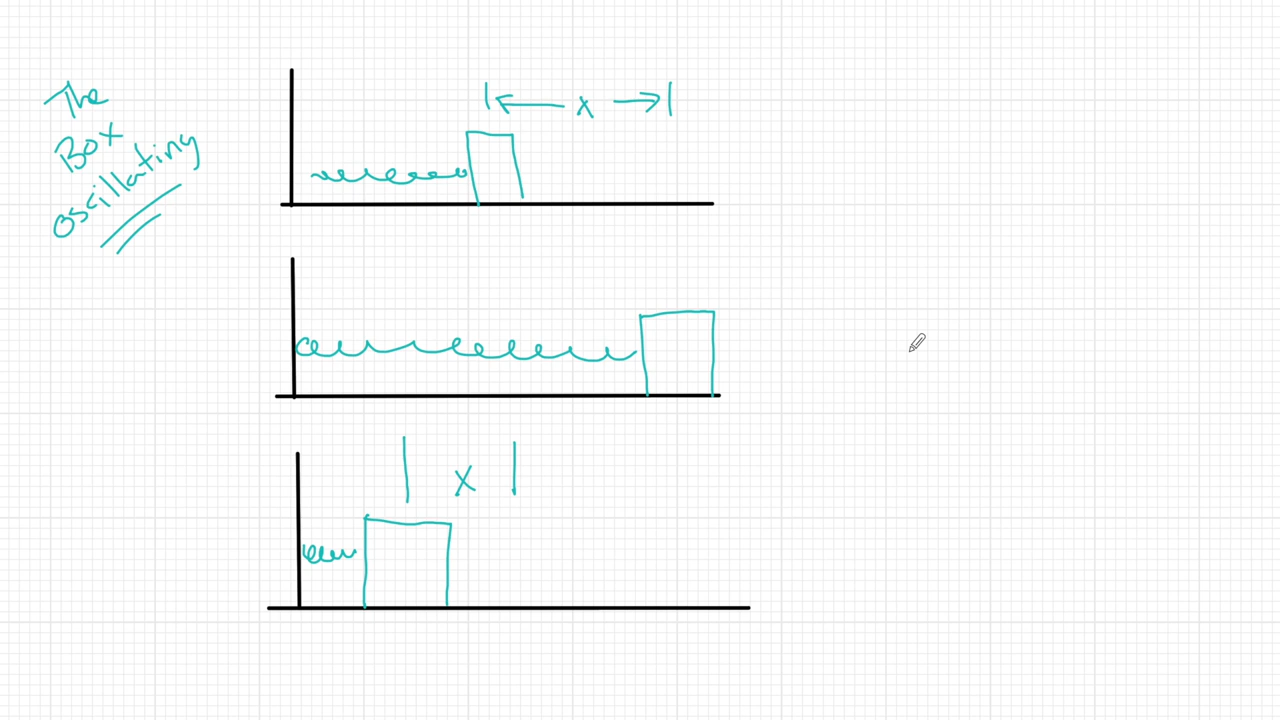 The
Box
oscillating
x
x